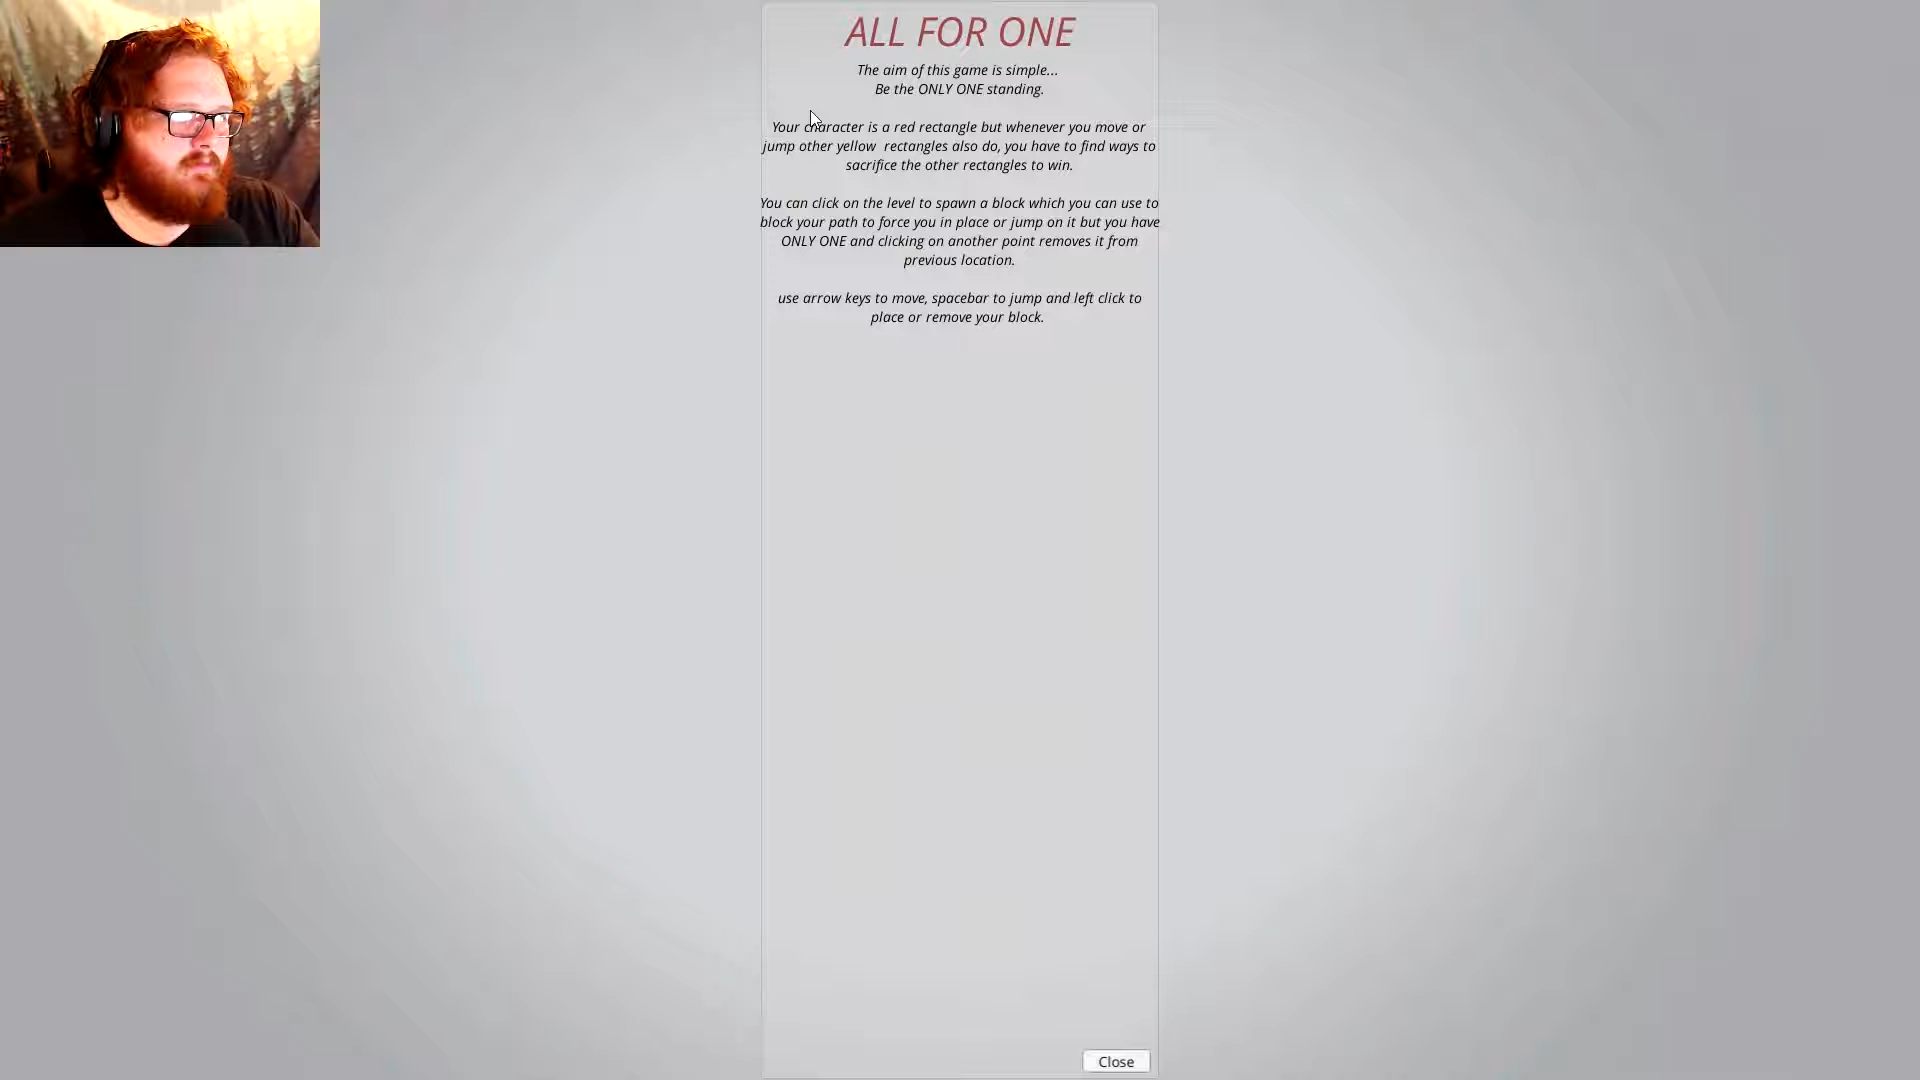 ALL FOR ONE
The aim of this game is simple...
Be the ONLY ONE standing.
Your character is a red rectangle but whenever you move or
jump other yellow  rectangles also do, you have to find ways to
sacrifice the other rectangles to win.
You can click on the level to spawn a block which you can use to
block your path to force you in place or jump on it but you have
ONLY ONE and clicking on another point removes it from
previous location.
use arrow keys to move, spacebar to jump and left click to
place or remove your block.
Close